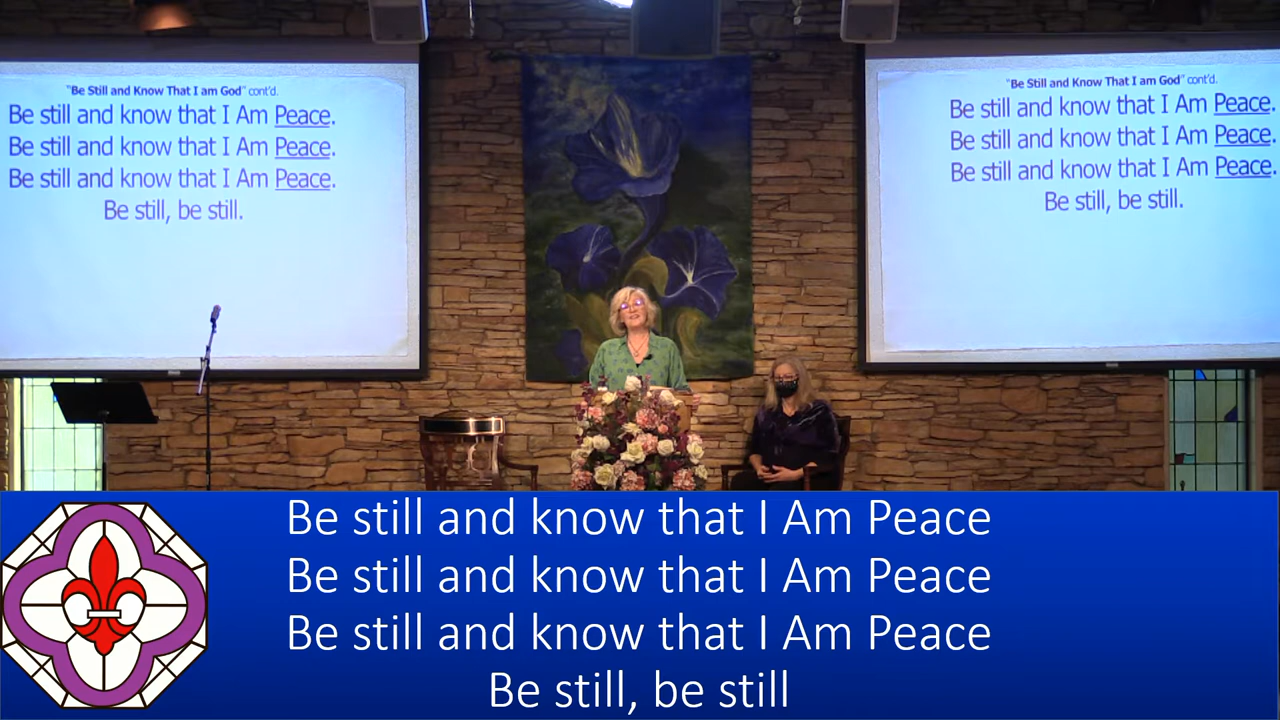 "Be Still and Know That I am God" cont'd.
Be still and know that I Am Peace.
Be still and know that I Am Peace.
Be still and know that I Am Peace.
Be still, be still.
"Be Still and Know That I am God" cont'd.
Be still and know that I Am Peace.
Be still and know that I Am Peace.
Be still and know that I Am Peace.
Be still, be still.
Be still and know that I Am Peace
Be still and know that I Am Peace
Be still and know that I Am Peace
Be still, be still